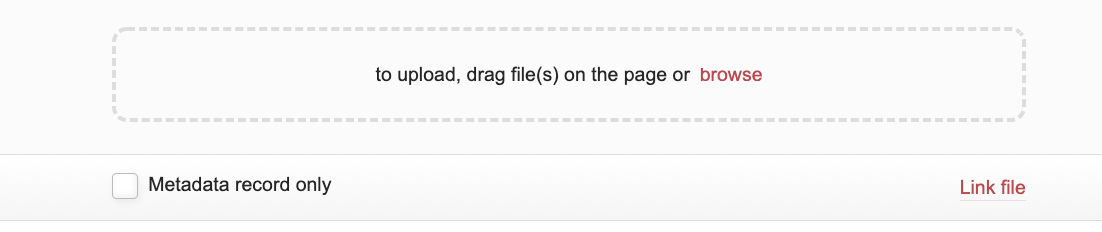 to upload, drag file(s) on the page or browse
Metadata record only
Link file